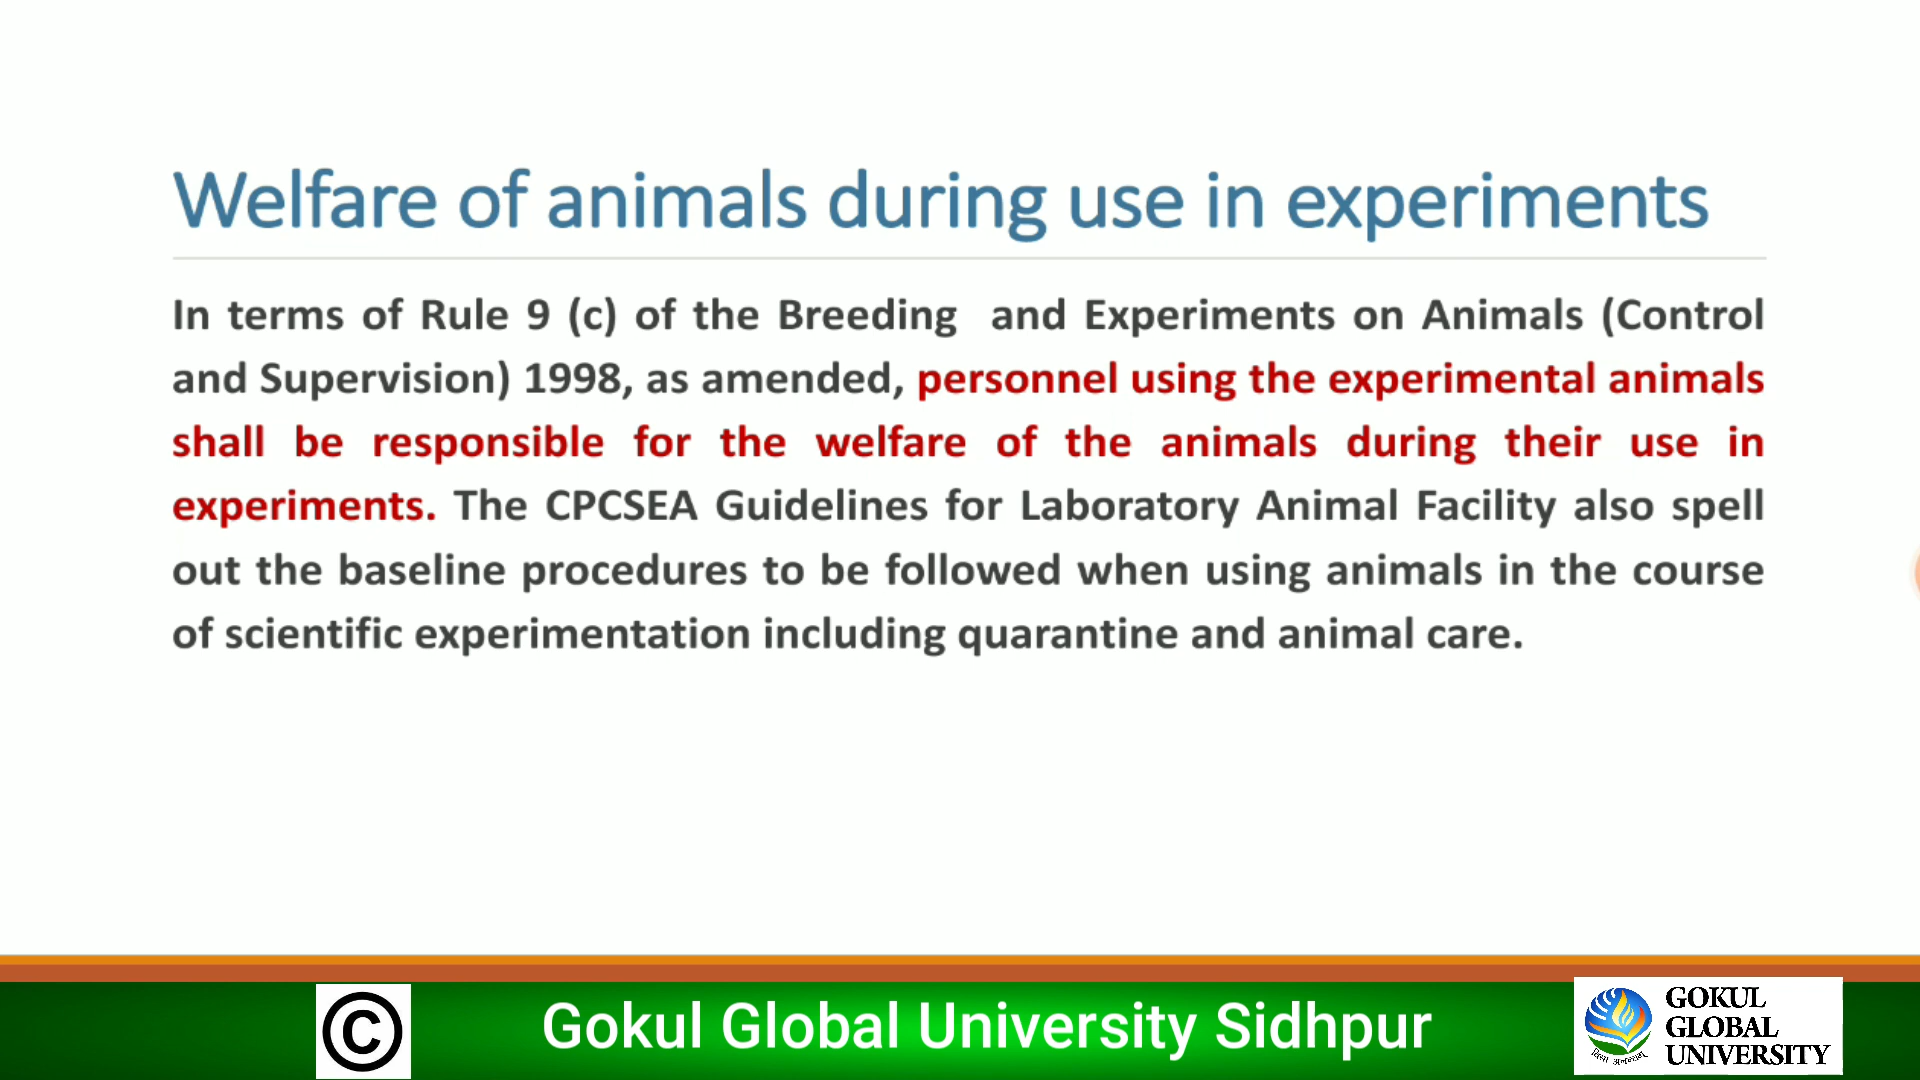 Welfare of animals during use in experiments
In terms of Rule 9 (c) of the Breeding and Experiments on Animals (Control
and Supervision) 1998, as amended, personnel using the experimental animals
shall be responsible for the welfare of the animals during their use in
experiments. The CPCSEA Guidelines for Laboratory Animal Facility also spell
out the baseline procedures to be followed when using animals in the course
of scientific experimentation including quarantine and animal care.
©
Gokul Global University Sidhpur
GOKUL
GLOBAL
UNIVERSITY